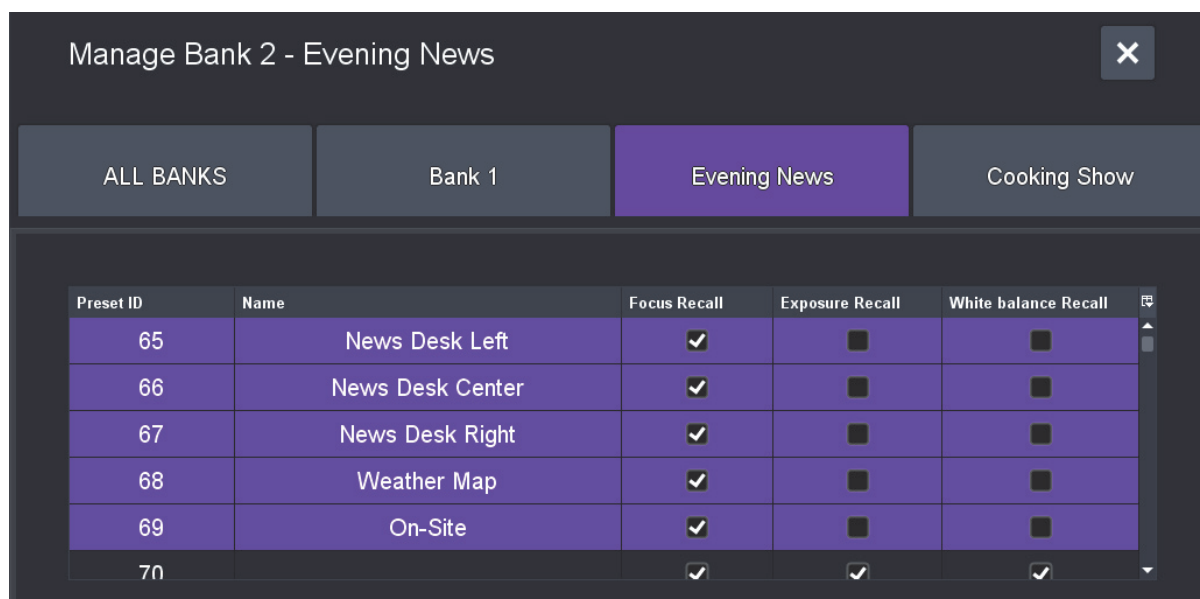 Manage Bank 2 - Evening News
ALL BANKS Bank 1 Evening News Cooking Show
Preset ID Name Focus Recall Exposure Recall White balance Recall
65 News Desk Left
66 News Desk Center
67 News Desk Right
68 Weather Map
69 On-Site
70